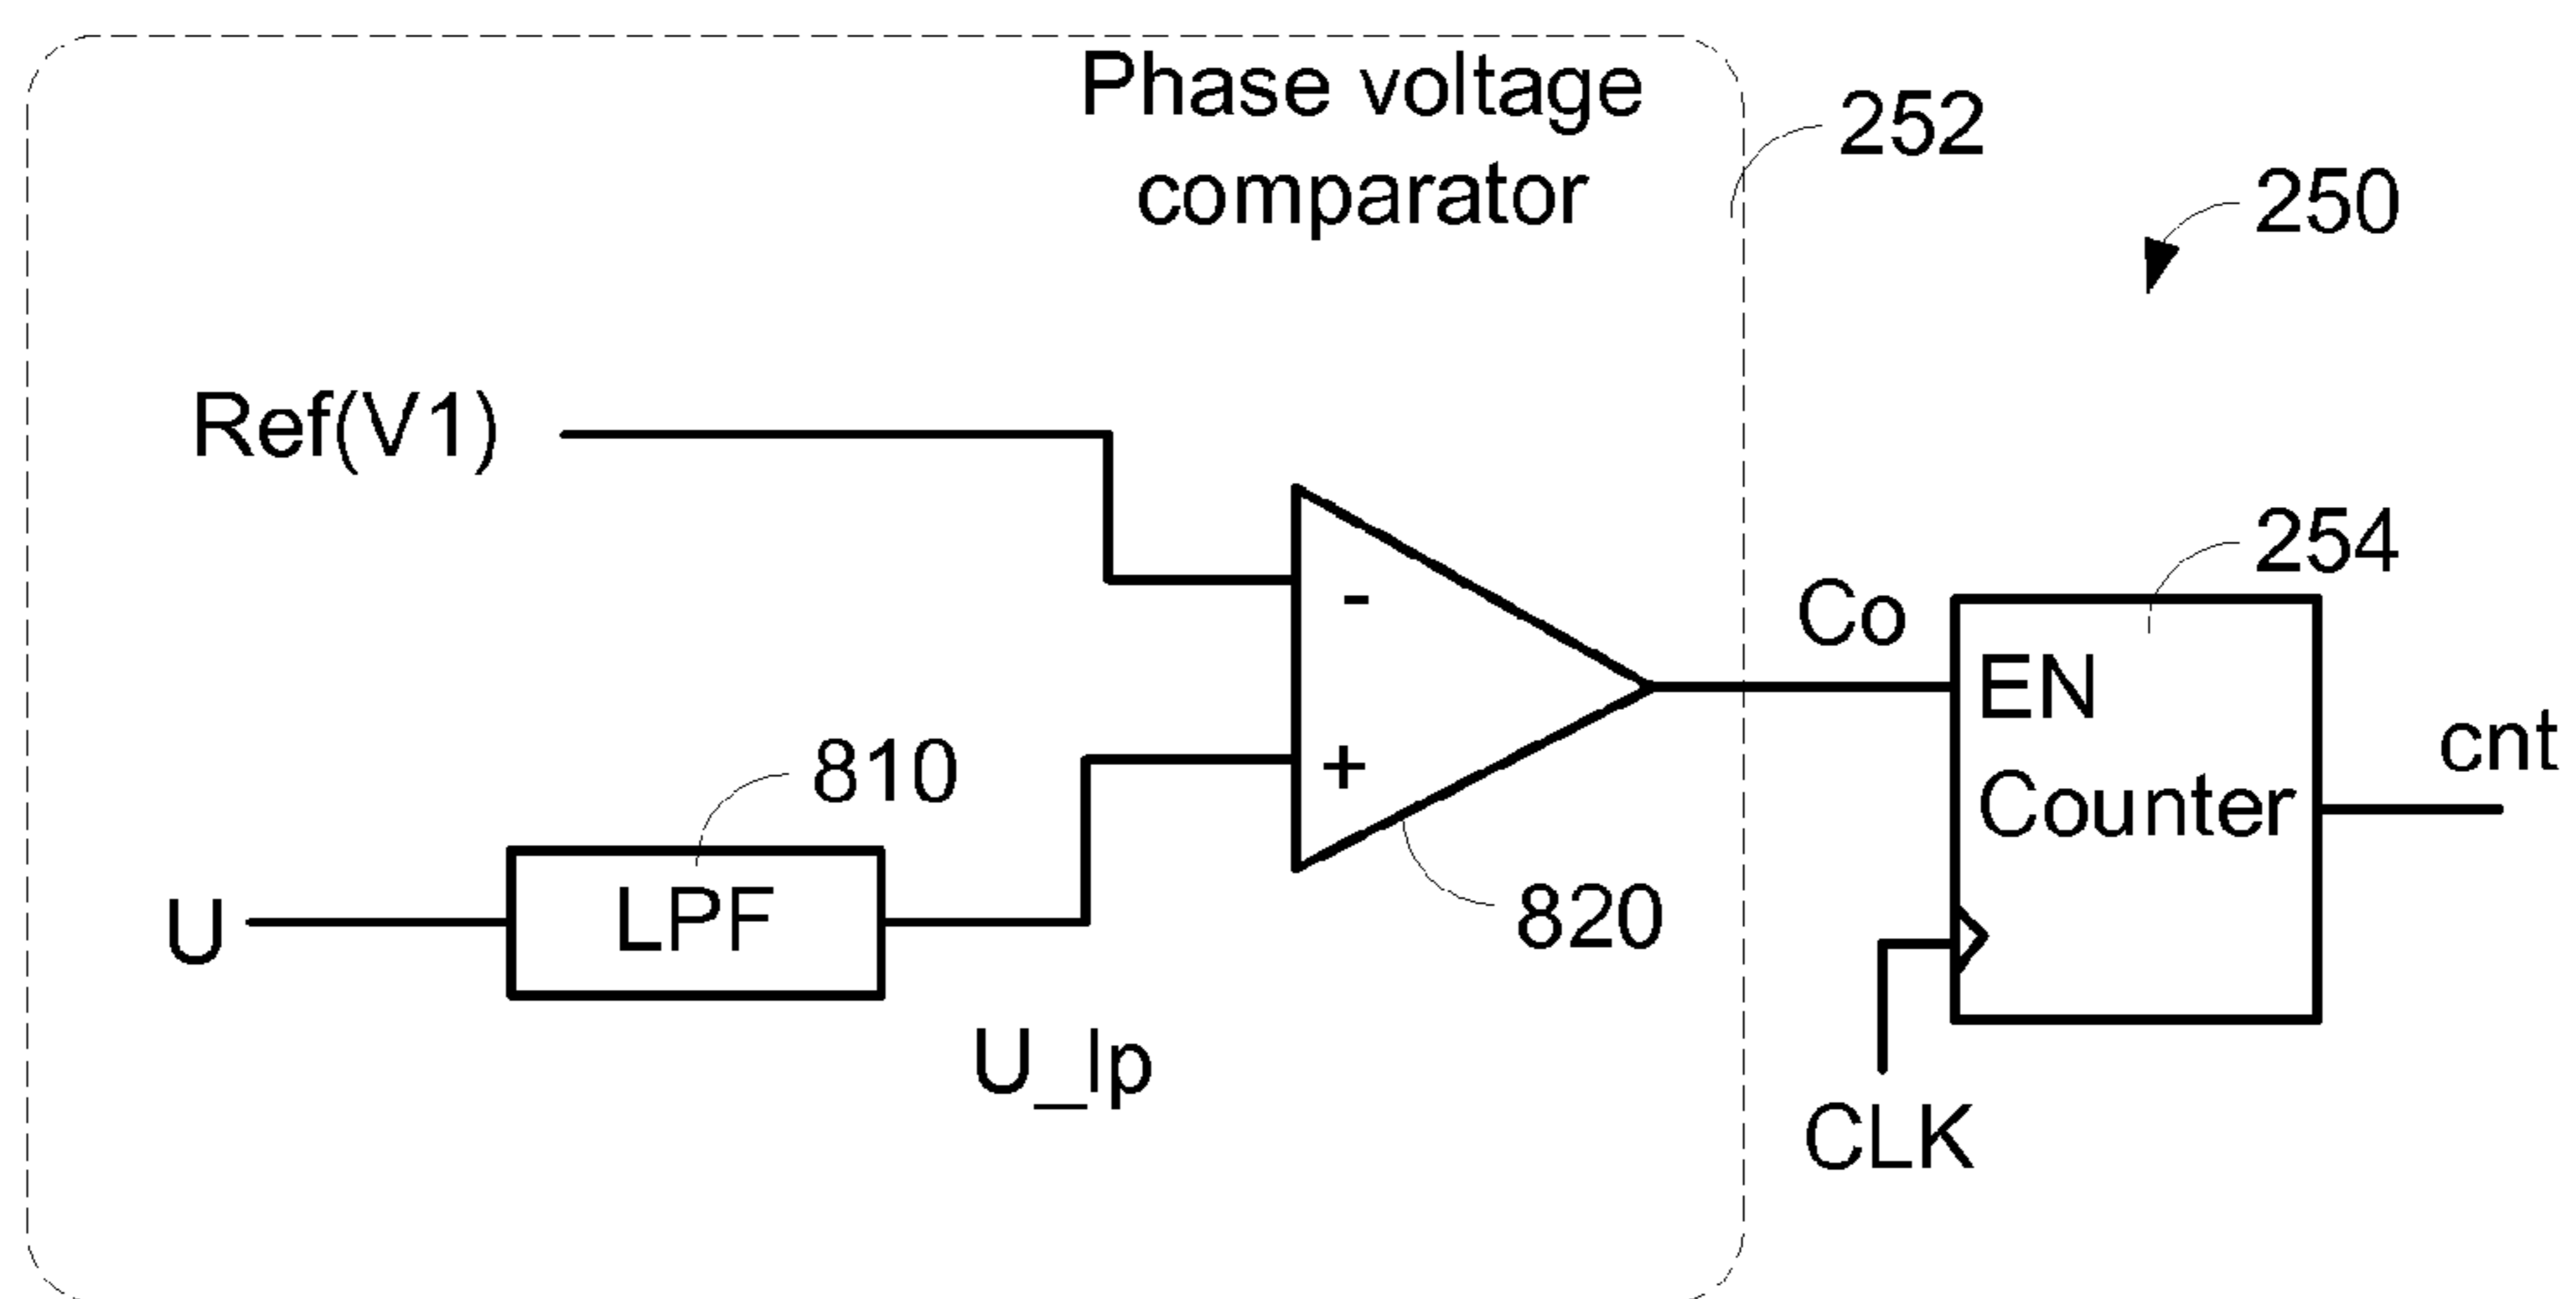 Phase voltage
comparator
252
250
Ref(V1)
254
-
Co
EN
+
810
Counter
cnt
LPF
820
U
U_lp
CLK